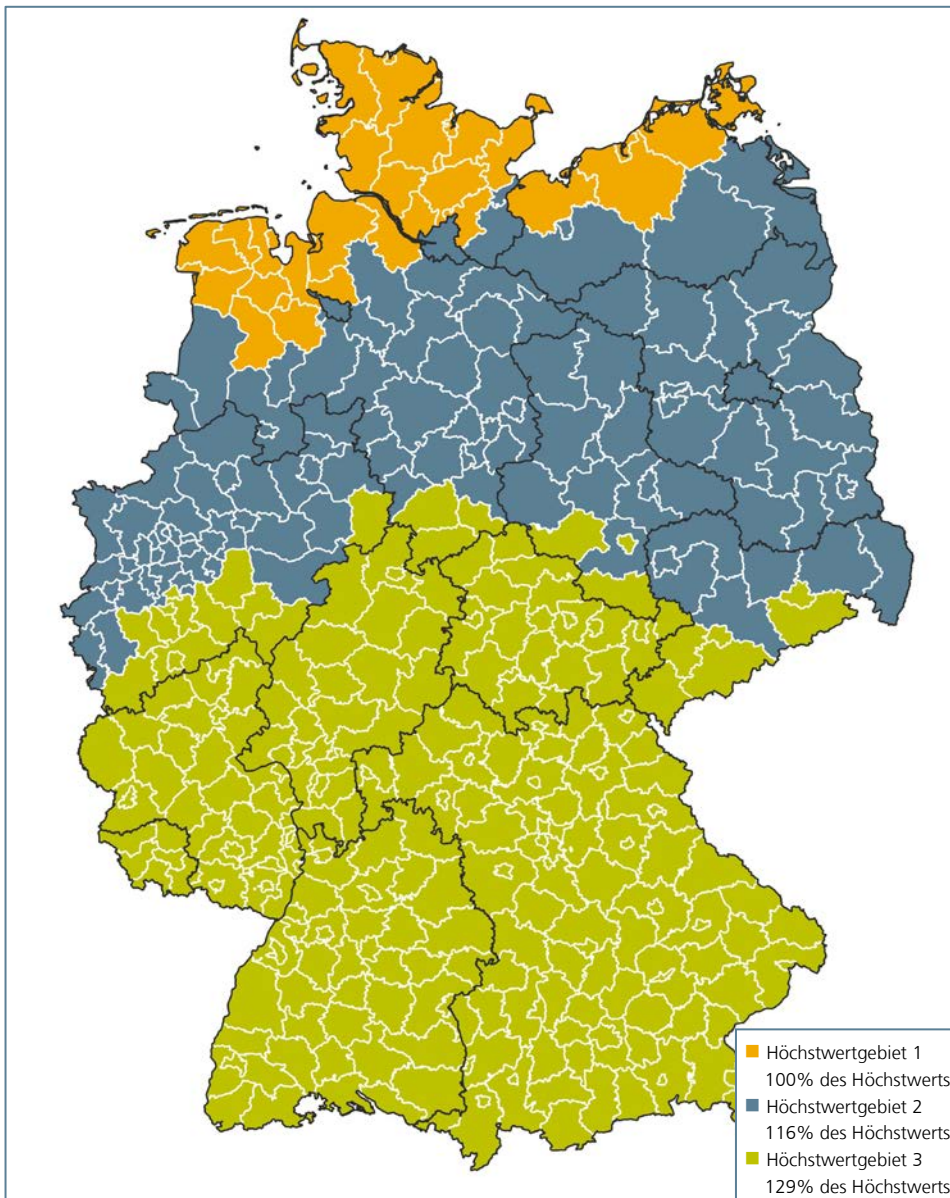 Höchstwertgebiet 1
100% des Höchstwerts
Höchstwertgebiet 2
116% des Höchstwerts
Höchstwertgebiet 3
129% des Höchstwerts